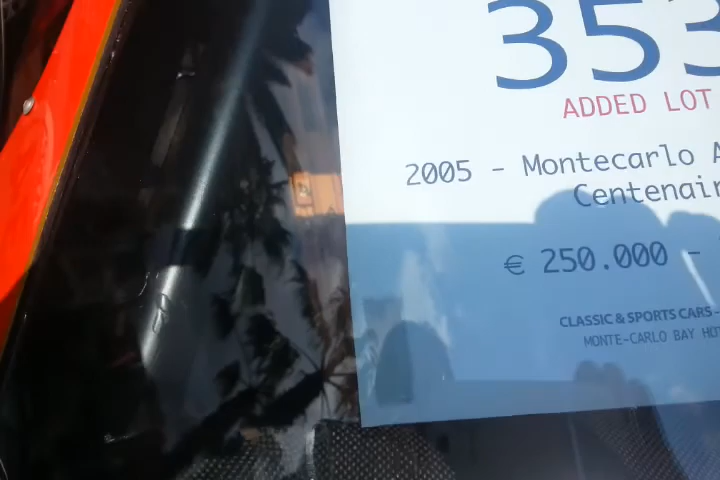 353
ADDED LOT
2005 - Montecarlo A
Centenair
€ 250.000 -
CLASSIC & SPORTS CARS -
MONTE-CARLO BAY HO